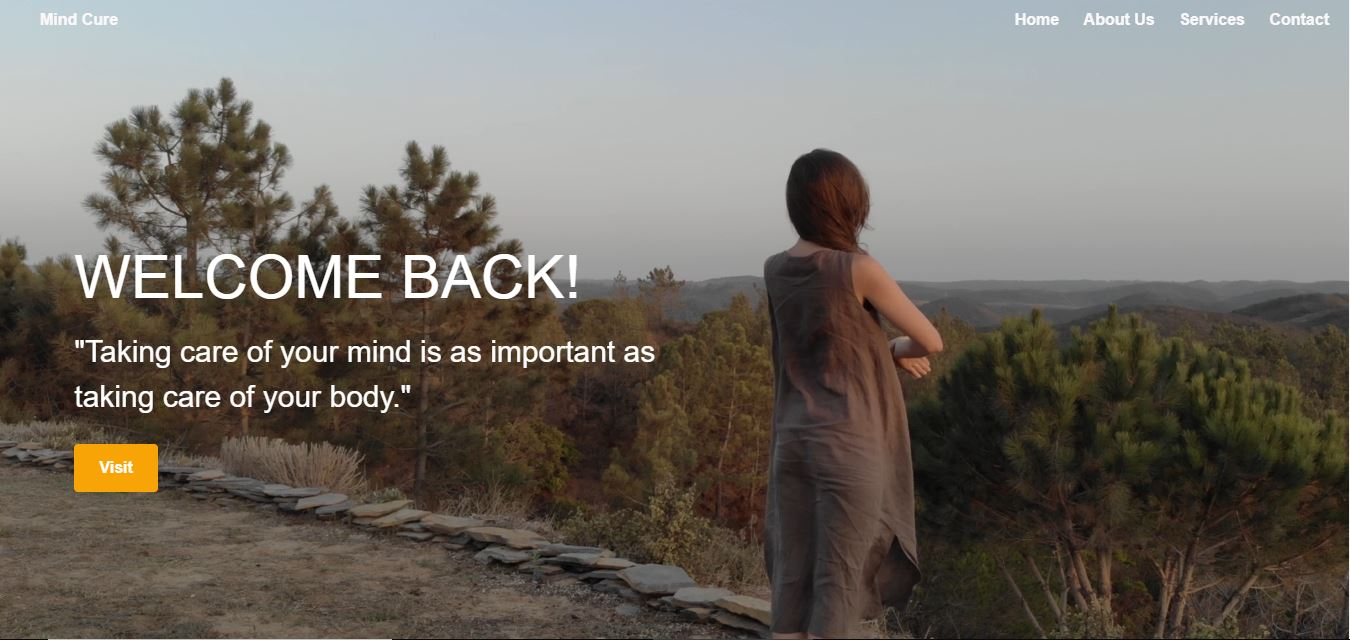 Mind Cure
Home About Us Services Contact
WELCOME BACK!
"Taking care of your mind is as important as
taking care of your body."
Visit